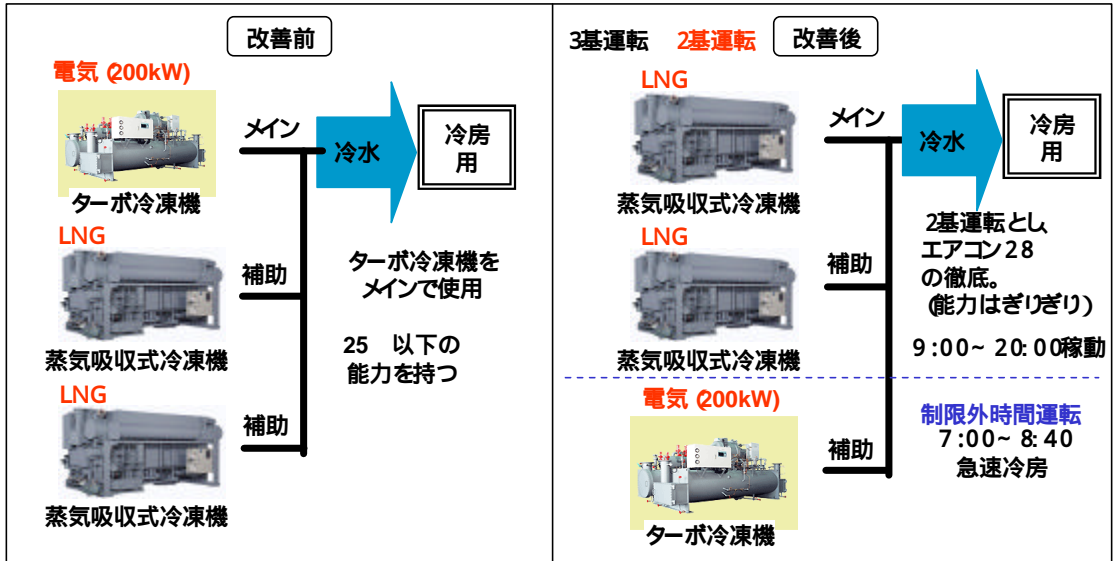 改善前
電気 (200kW)
メイン
冷水
冷房
用
ターボ冷凍機
LNG
補助
ターボ冷凍機を
メインで使用
蒸気吸収式冷凍機
25 以下の
能力を持つ
LNG
補助
蒸気吸収式冷凍機
3基運転 2基運転
改善後
LNG
メイン
冷水
冷房
用
蒸気吸収式冷凍機
LNG
補助
2基運転とし、
エアコン28
の徹底。
(能力はぎりぎり)
蒸気吸収式冷凍機
9:00~20:00稼動
電気 (200kW)
補助
制限外時間運転
7:00~8:40
急速冷房
ターボ冷凍機